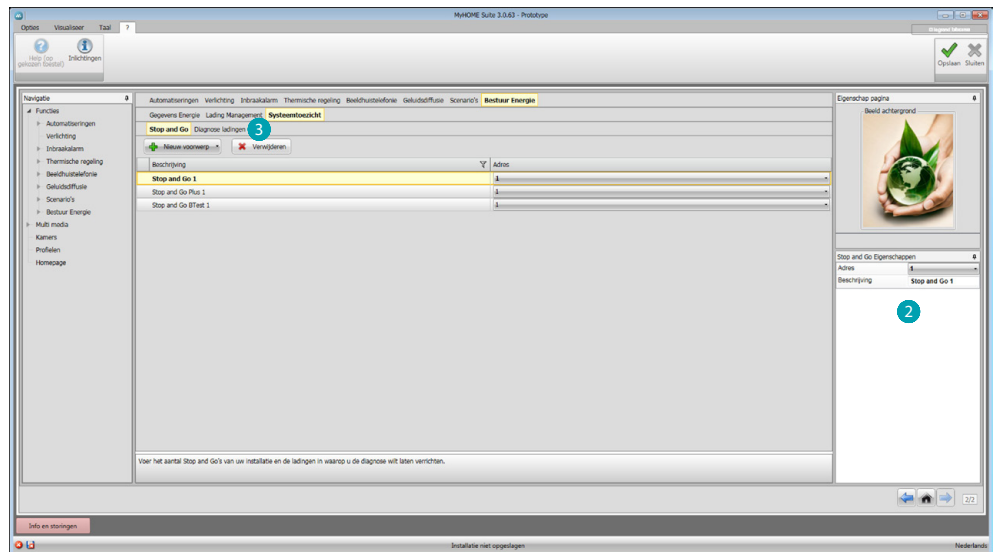 MyHOME Suite 3.0.63 - Prototype
Opties Visualiseer Taal ?
Help (op gekozen toestel)
Inlichtingen
Opslaan Sluiten
Navigatie
Functies
Automatiseringen
Verlichting
Inbraakalarm
Thermische regeling
Beeldhuistelefonie
Geluidsdiffusie
Scenario's
Bestuur Energie
Multi media
Kamers
Profielen
Homepage
Automatiseringen Verlichting Inbraakalarm Thermische regeling Beeldhuistelefonie Geluidsdiffusie Scenario's Bestuur Energie
Gegevens Energie Lading Management Systeemtoezicht
Stop and Go Diagnose ladingen 3
Nieuw voorwerp Verwijderen
Beschrijving Adres
Stop and Go 1 1
Stop and Go Plus 1 1
Stop and Go BTest 1 1
Voer het aantal Stop and Go's van uw installatie en de ladingen in waarop u de diagnose wilt laten verrichten.
Eigenschap pagina
Beeld achtergrond
Stop and Go Eigenschappen
Adres 1
Beschrijving Stop and Go 1
2
2/2
Info en storingen
Installatie niet opgeslagen
Nederlands